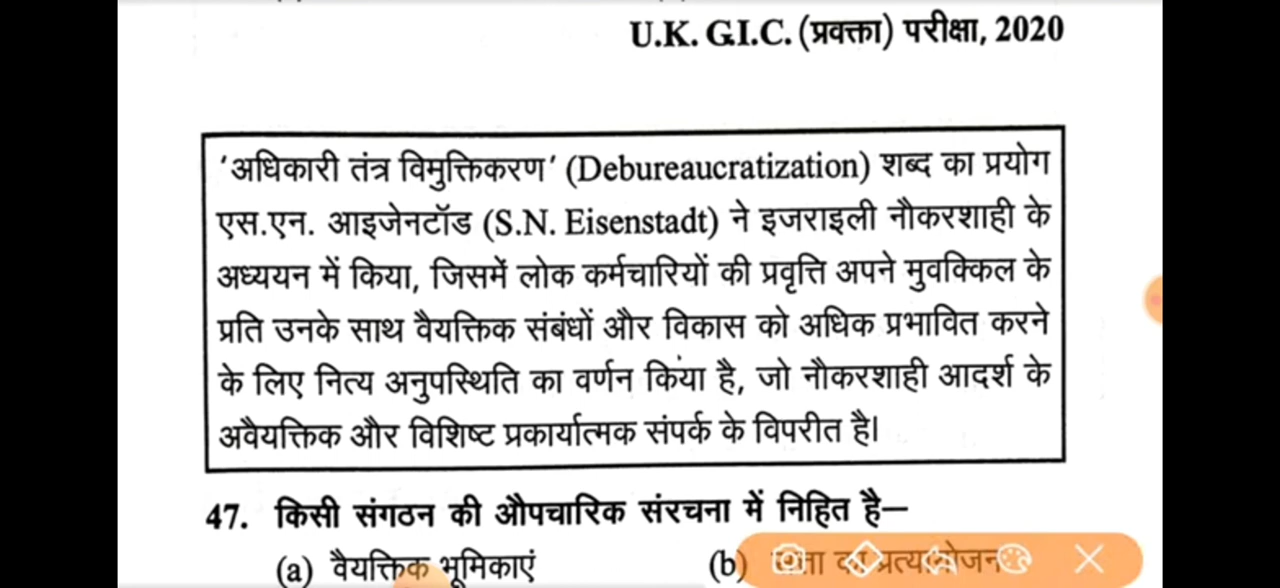 U.K. G.I.C. (प्रवक्ता) परीक्षा, 2020
'अधिकारी तंत्र विमुक्तिकरण' (Debureaucratization) शब्द का प्रयोग
एस.एन. आइजेनटॉड (S.N. Eisenstadt) ने इजराइली नौकरशाही के
अध्ययन में किया, जिसमें लोक कर्मचारियों की प्रवृत्ति अपने मुवक्किल के
प्रति उनके साथ वैयक्तिक संबंधों और विकास को अधिक प्रभावित करने
के लिए नित्य अनुपस्थिति का वर्णन किया है, जो नौकरशाही आदर्श के
अवैयक्तिक और विशिष्ट प्रकार्यात्मक संपर्क के विपरीत है।
47. किसी संगठन की औपचारिक संरचना में निहित है–
(a) वैयक्तिक भूमिकाएं (b)